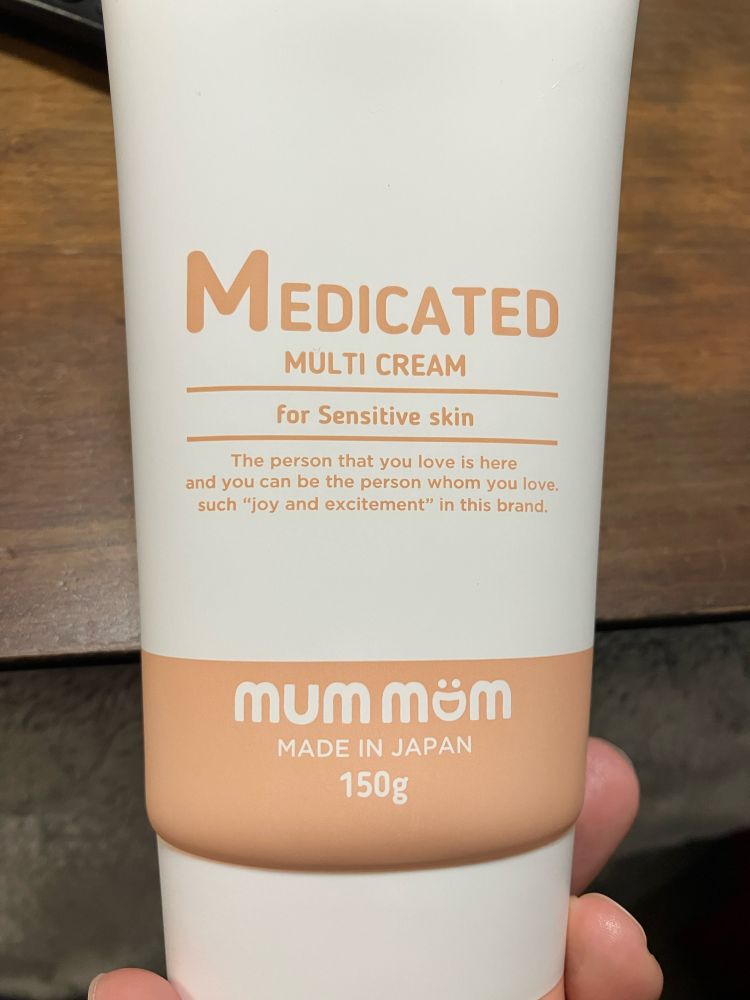 MEDICATED
MULTI CREAM
for Sensitive skin
The person that you love is here
and you can be the person whom you love.
such “joy and excitement” in this brand.
mum möm
MADE IN JAPAN
150g